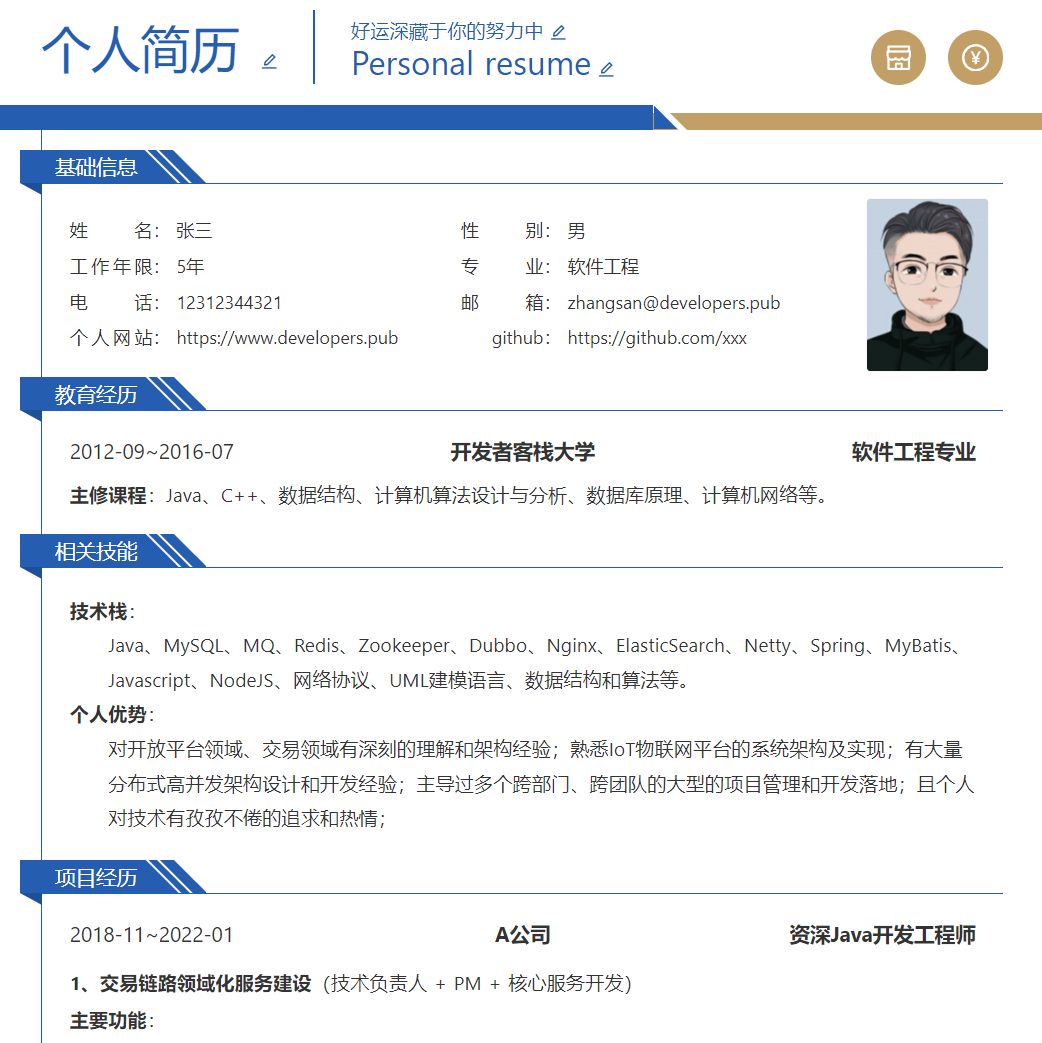 个人简历
好运深藏于你的努力中
Personal resume
基础信息
姓 名： 张三 性 别： 男
工作年限： 5年 专 业： 软件工程
电 话： 12312344321 邮 箱： zhangsan@developers.pub
个人网站： https://www.developers.pub github： https://github.com/xxx
教育经历
2012-09~2016-07 开发者客栈大学 软件工程专业
主修课程：Java、C++、数据结构、计算机算法设计与分析、数据库原理、计算机网络等。
相关技能
技术栈：
Java、MySQL、MQ、Redis、Zookeeper、Dubbo、Nginx、ElasticSearch、Netty、Spring、MyBatis、
Javascript、NodeJS、网络协议、UML建模语言、数据结构和算法等。
个人优势：
对开放平台领域、交易领域有深刻的理解和架构经验；熟悉IoT物联网平台的系统架构及实现；有大量
分布式高并发架构设计和开发经验；主导过多个跨部门、跨团队的大型的项目管理和开发落地；且个人
对技术有孜孜不倦的追求和热情；
项目经历
2018-11~2022-01 A公司 资深Java开发工程师
1、交易链路领域化服务建设（技术负责人 + PM + 核心服务开发）
主要功能：